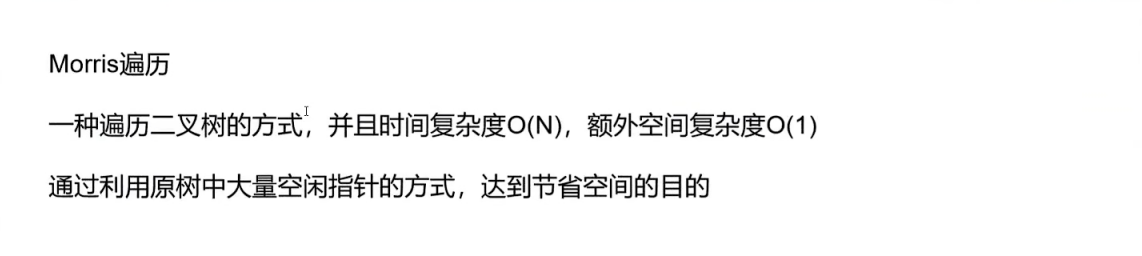 Morris遍历
一种遍历二叉树的方式，并且时间复杂度O(N)，额外空间复杂度O(1)
通过利用原树中大量空闲指针的方式，达到节省空间的目的